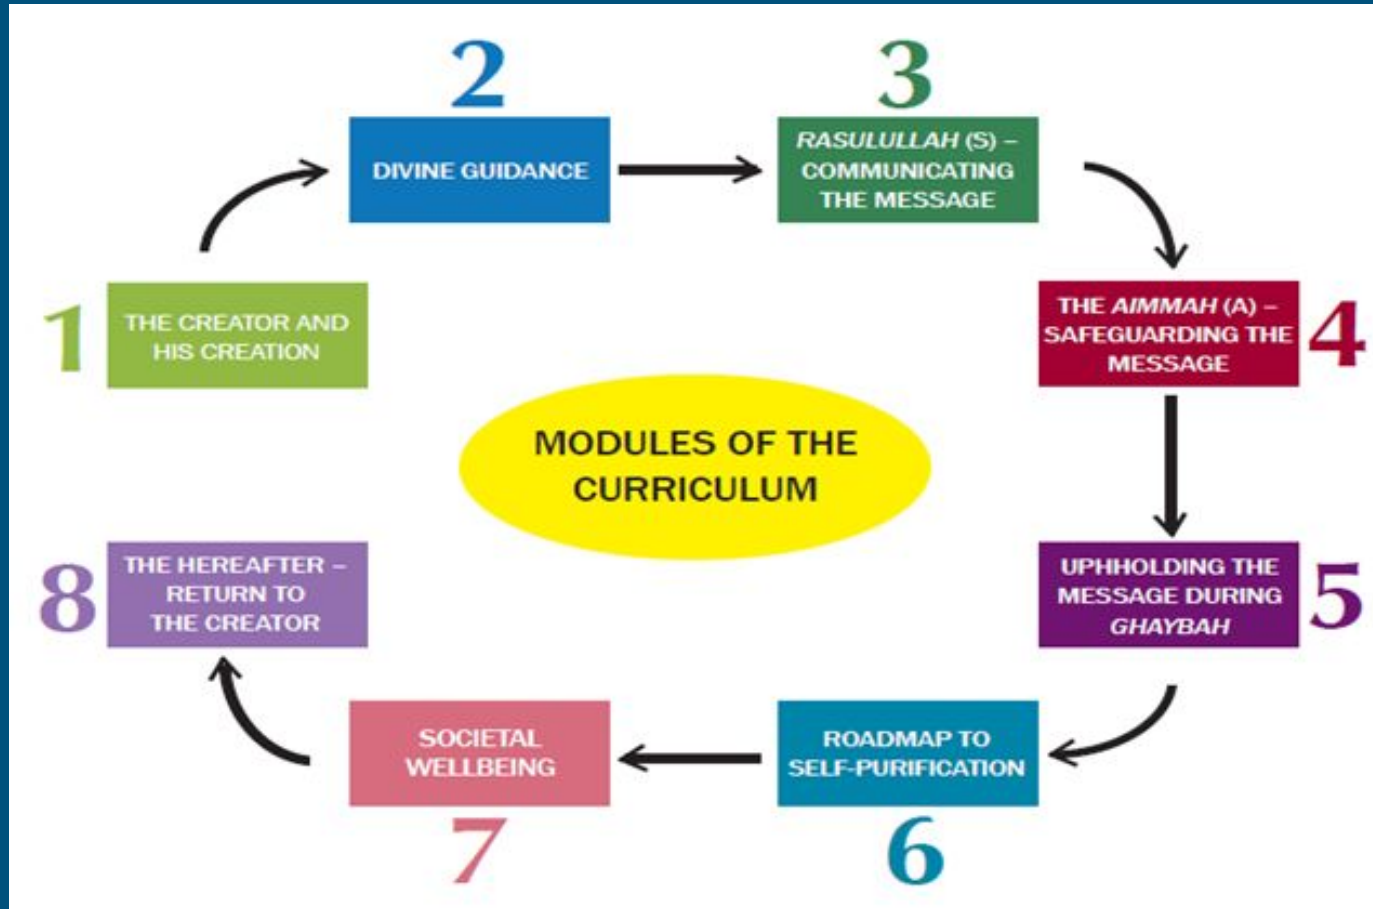 1
THE CREATOR AND
HIS CREATION
2
DIVINE GUIDANCE
3
RASULULLAH (S) –
COMMUNICATING
THE MESSAGE
4
THE AIMMAH (A) –
SAFEGUARDING THE
MESSAGE
5
UPHHOLDING THE
MESSAGE DURING
GHAYBAH
6
ROADMAP TO
SELF-PURIFICATION
7
SOCIETAL
WELLBEING
8
THE HEREAFTER –
RETURN TO
THE CREATOR
MODULES OF THE
CURRICULUM